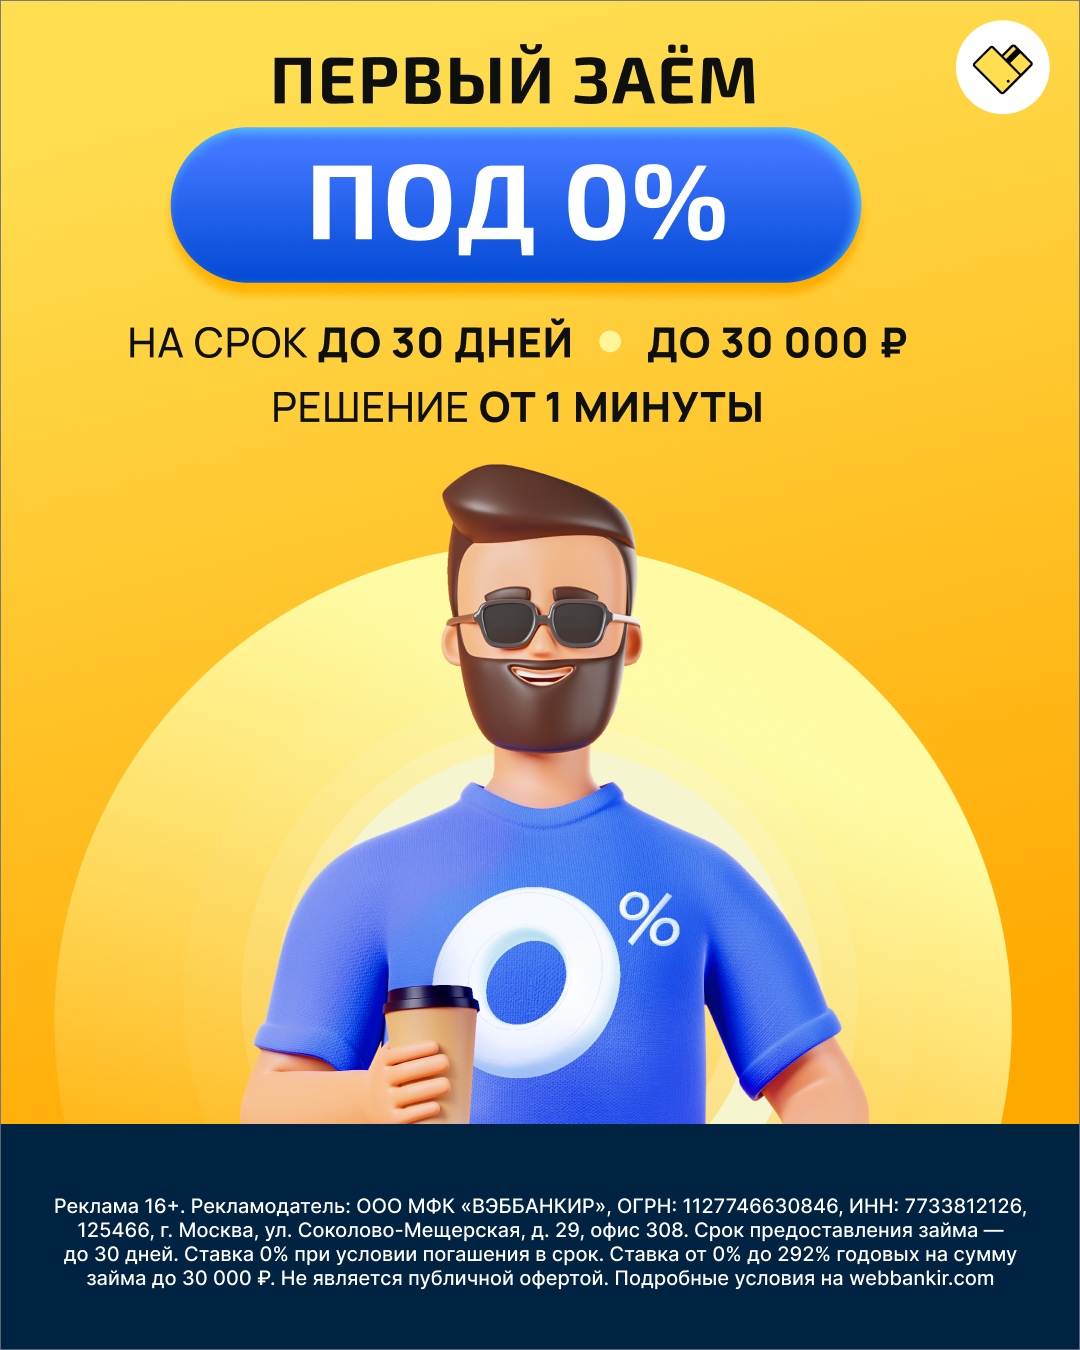 ПЕРВЫЙ ЗАЁМ
ПОД 0%
НА СРОК ДО 30 ДНЕЙ • ДО 30 000 ₽
РЕШЕНИЕ ОТ 1 МИНУТЫ
0%
Реклама 16+. Рекламодатель: ООО МФК «ВЭББАНКИР», ОГРН: 1127746630846, ИНН: 7733812126,
125466, г. Москва, ул. Соколово-Мещерская, д. 29, офис 308. Срок предоставления займа —
до 30 дней. Ставка 0% при условии погашения в срок. Ставка от 0% до 292% годовых на сумму
займа до 30 000 ₽. Не является публичной офертой. Подробные условия на webbankir.com